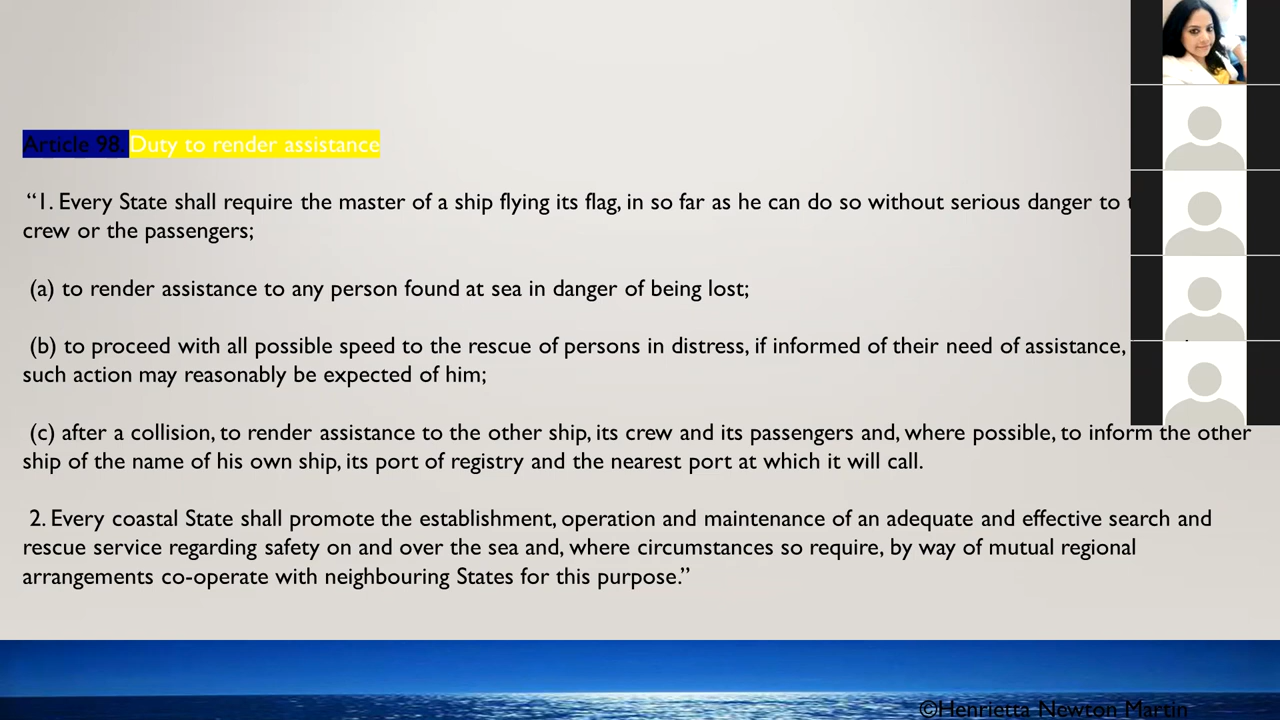 Article 98. Duty to render assistance
“1. Every State shall require the master of a ship flying its flag, in so far as he can do so without serious danger to
crew or the passengers;
(a) to render assistance to any person found at sea in danger of being lost;
(b) to proceed with all possible speed to the rescue of persons in distress, if informed of their need of assistance,
such action may reasonably be expected of him;
(c) after a collision, to render assistance to the other ship, its crew and its passengers and, where possible, to inform the other
ship of the name of his own ship, its port of registry and the nearest port at which it will call.
2. Every coastal State shall promote the establishment, operation and maintenance of an adequate and effective search and
rescue service regarding safety on and over the sea and, where circumstances so require, by way of mutual regional
arrangements co-operate with neighbouring States for this purpose.”
©Henrietta Newton Martin